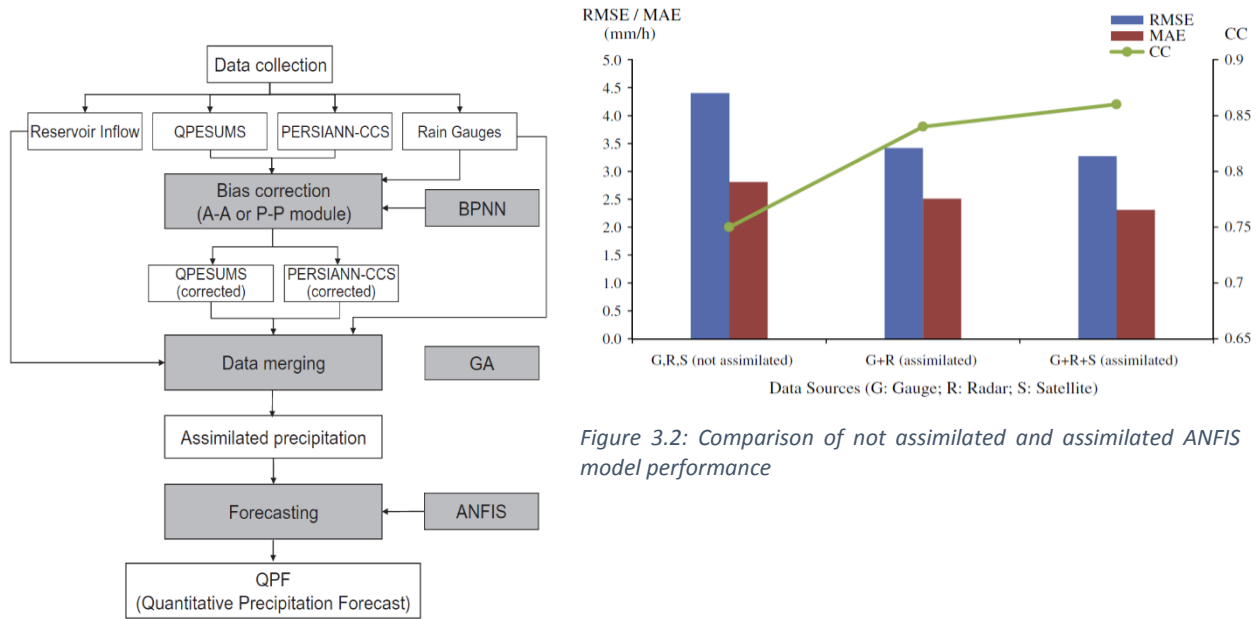 Data collection
Reservoir Inflow
QPESUMS
PERSIANN-CCS
Rain Gauges
Bias correction
(A-A or P-P module)
BPNN
QPESUMS
(corrected)
PERSIANN-CCS
(corrected)
Data merging
GA
Assimilated precipitation
Forecasting
ANFIS
QPF
(Quantitative Precipitation Forecast)
RMSE / MAE
(mm/h)
RMSE
MAE
CC
CC
5.0
4.5
4.0
3.5
3.0
2.5
2.0
1.5
1.0
0.5
0.0
0.9
0.85
0.8
0.75
0.7
0.65
G,R,S (not assimilated)
G+R (assimilated)
G+R+S (assimilated)
Data Sources (G: Gauge; R: Radar; S: Satellite)
Figure 3.2: Comparison of not assimilated and assimilated ANFIS
model performance